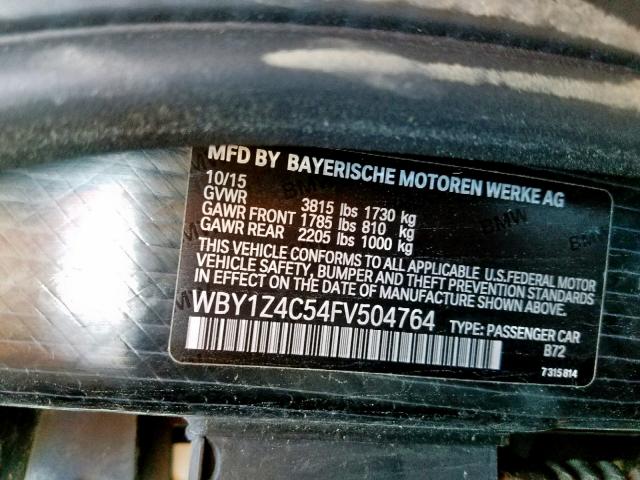 MFD BY BAYERISCHE MOTOREN WERKE AG
10/15
GVWR 3815 lbs 1730 kg
GAWR FRONT 1785 lbs 810 kg
GAWR REAR 2205 lbs 1000 kg
THIS VEHICLE CONFORMS TO ALL APPLICABLE U.S.FEDERAL MOTOR
VEHICLE SAFETY, BUMPER AND THEFT PREVENTION STANDARDS
IN EFFECT ON THE DATE OF MANUFACTURE SHOWN ABOVE.
WBY1Z4C54FV504764 TYPE: PASSENGER CAR
B72
7315814